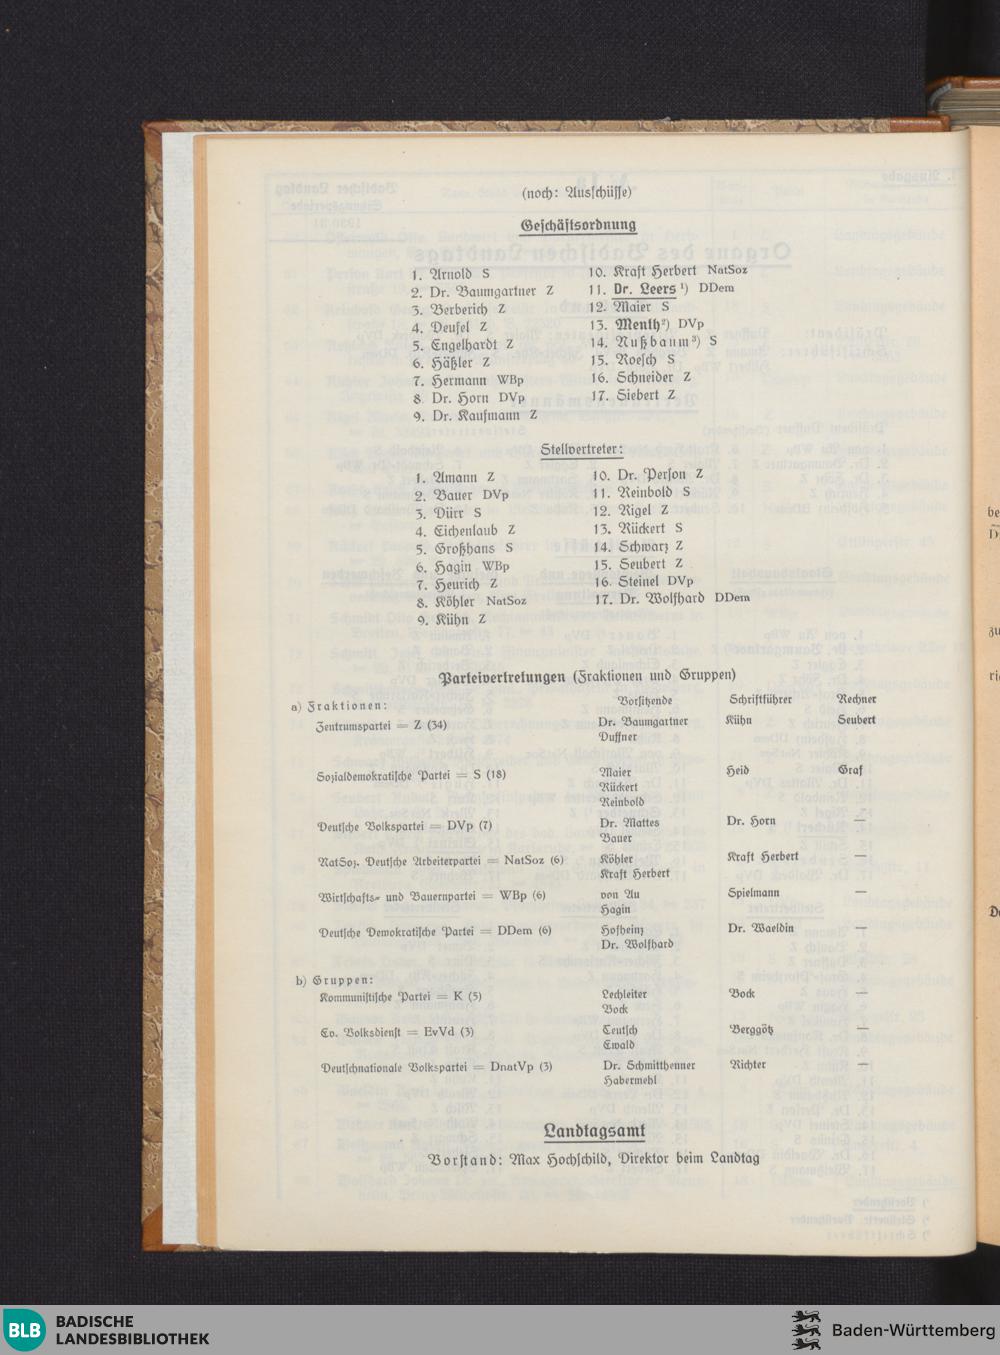 (noch: Ausschüsse)
Geschäftsordnung
1. Arnold S
2. Dr. Baumgartner Z
3. Berberich Z
4. Deufel Z
5. Engelhardt Z
6. Häßler Z
7. Hermann WBp
8. Dr. Horn DVp
9. Dr. Kaufmann Z
10. Kraft Herbert NatSoz
11. Dr. Leers ¹) DDem
12. Maier S
13. Menth²) DVp
14. Nußbaum³) S
15. Roesch S
16. Schneider Z
17. Siebert Z
Stellvertreter:
1. Amann Z
2. Bauer DVp
3. Dürr S
4. Eichenlaub Z
5. Großhans S
6. Hagin WBp
7. Heurich Z
8. Köhler NatSoz
9. Kühn Z
10. Dr. Person Z
11. Reinbold S
12. Rigel Z
13. Rückert S
14. Schwarz Z
15. Seubert Z
16. Steinel DVp
17. Dr. Wolfhard DDem
Parteivertretungen (Fraktionen und Gruppen)
a) Fraktionen: Vorsitzende Schriftführer Rechner
Zentrumspartei = Z (34) Dr. Baumgartner Kühn Seubert
Duffner
Sozialdemokratische Partei = S (18) Maier Heid Graf
Rückert
Reinbold
Deutsche Volkspartei = DVp (7) Dr. Mattes Dr. Horn —
Bauer
NatSoz. Deutsche Arbeiterpartei = NatSoz (6) Köhler Kraft Herbert —
Kraft Herbert
Wirtschafts- und Bauernpartei = WBp (6) von Au Spielmann —
Hagin
Deutsche Demokratische Partei = DDem (6) Hofheinz Dr. Waeldin —
Dr. Wolfhard
b) Gruppen:
Kommunistische Partei = K (5) Lechleiter Bock —
Bock
Ev. Volksdienst = EvVd (3) Teutsch Berggötz —
Ewald
Deutschnationale Volkspartei = DnatVp (3) Dr. Schmitthenner Richter —
Habermehl
Landtagsamt
Vorstand: Max Hochschild, Direktor beim Landtag
BLB BADISCHE
LANDESBIBLIOTHEK
Baden-Württemberg